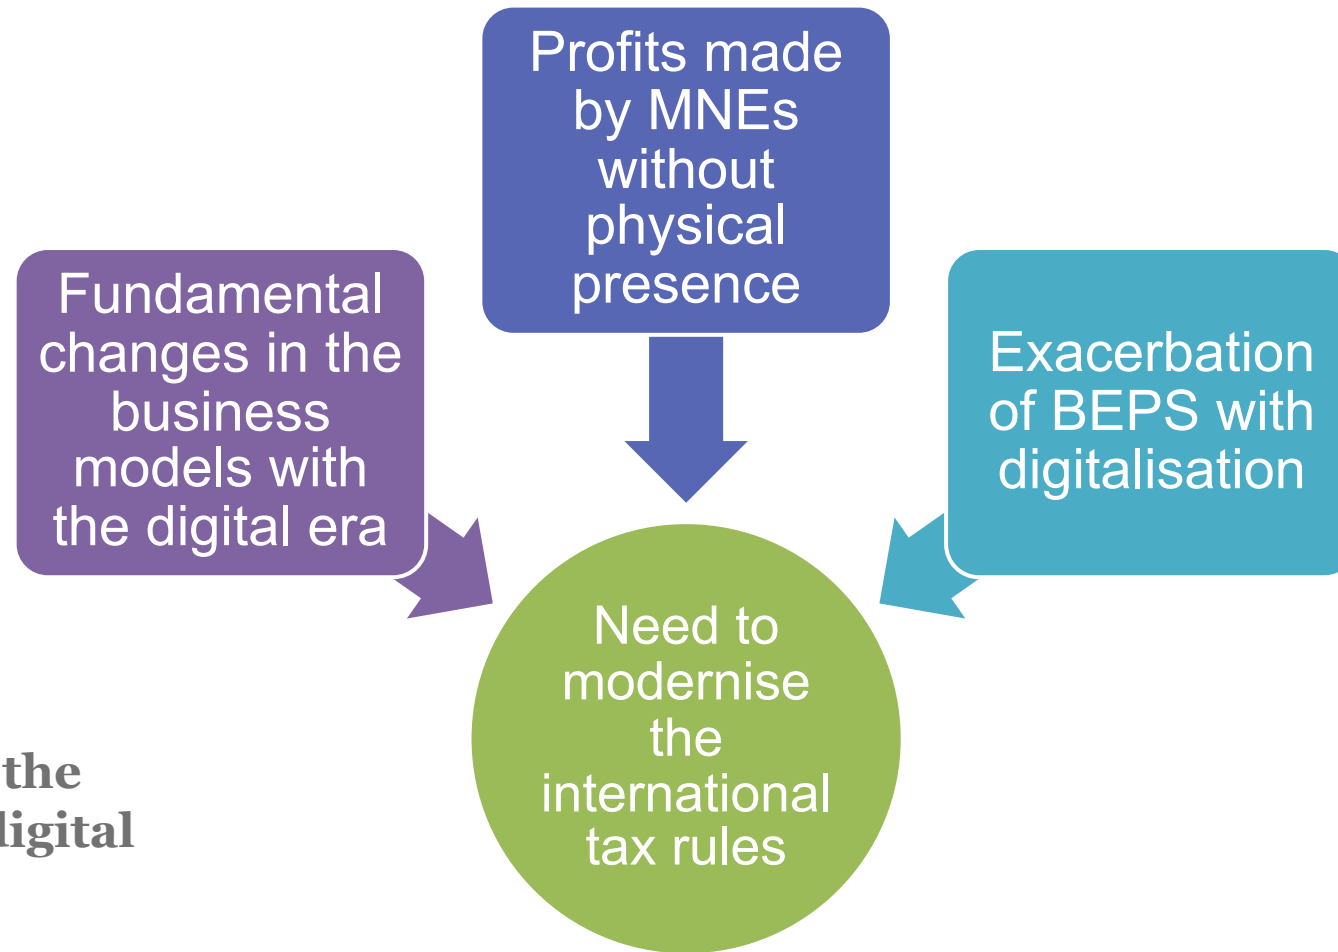 Profits made
by MNEs
without
physical
presence
Fundamental
changes in the
business
models with
the digital era
Exacerbation
of BEPS with
digitalisation
Need to
modernise
the
international
tax rules
the
digital